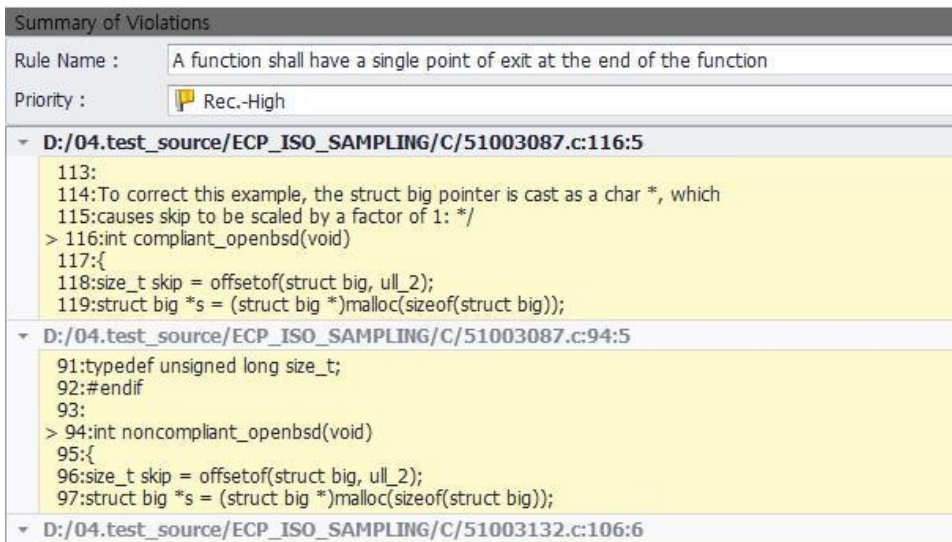 Summary of Violations
Rule Name : A function shall have a single point of exit at the end of the function
Priority : Rec.-High
D:/04.test_source/ECP_ISO_SAMPLING/C/51003087.c:116:5
113:
114:To correct this example, the struct big pointer is cast as a char *, which
115:causes skip to be scaled by a factor of 1: */
> 116:int compliant_openbsd(void)
117:{
118:size_t skip = offsetof(struct big, ull_2);
119:struct big *s = (struct big *)malloc(sizeof(struct big));
D:/04.test_source/ECP_ISO_SAMPLING/C/51003087.c:94:5
91:typedef unsigned long size_t;
92:#endif
93:
> 94:int noncompliant_openbsd(void)
95:{
96:size_t skip = offsetof(struct big, ull_2);
97:struct big *s = (struct big *)malloc(sizeof(struct big));
D:/04.test_source/ECP_ISO_SAMPLING/C/51003132.c:106:6